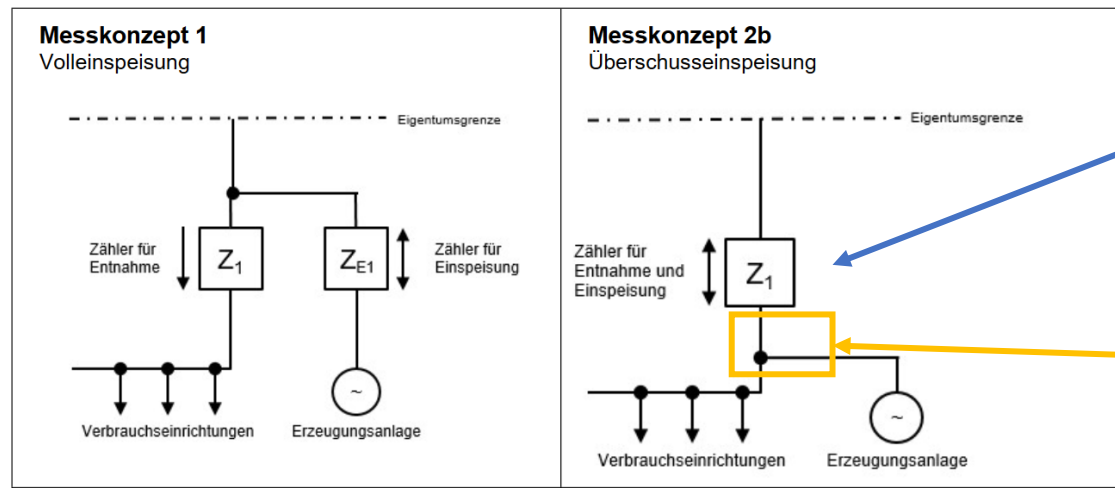 Messkonzept 1
Volleinspeisung
Eigentumsgrenze
Zähler für
Entnahme
Z1
ZE1
Zähler für
Einspeisung
Verbrauchseinrichtungen
Erzeugungsanlage
~
Messkonzept 2b
Überschusseinspeisung
Eigentumsgrenze
Zähler für
Entnahme und
Einspeisung
Z1
~
Verbrauchseinrichtungen
Erzeugungsanlage